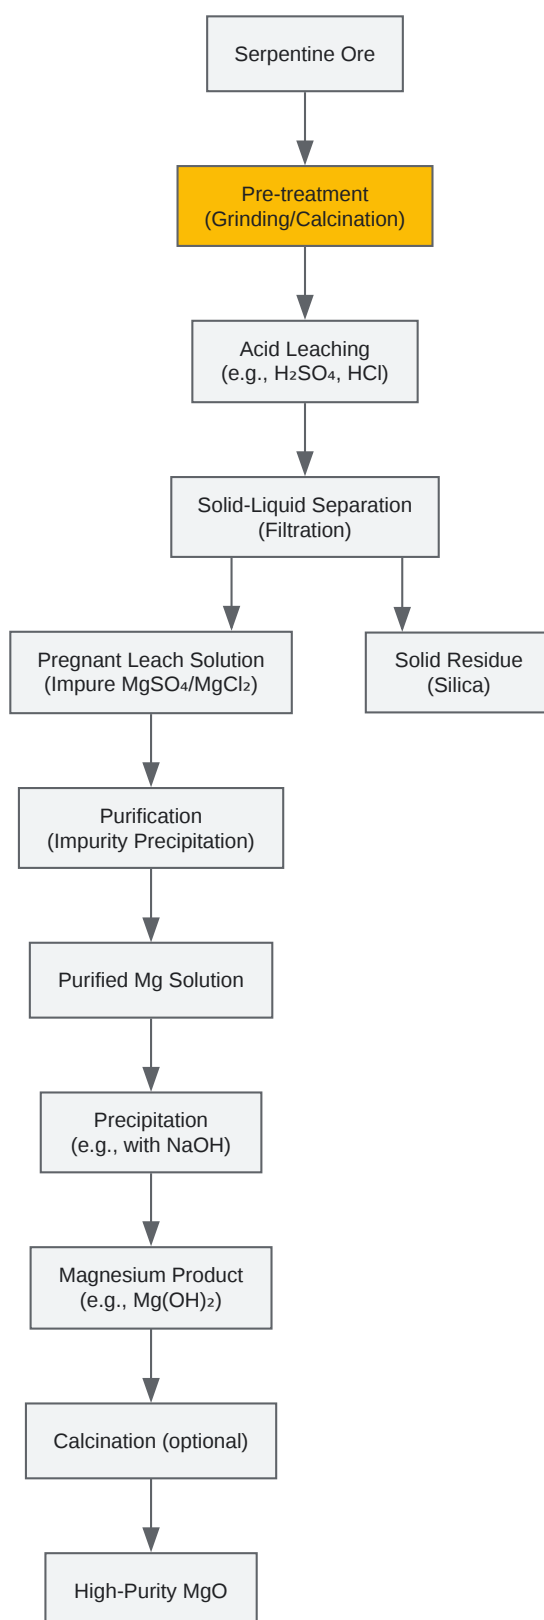 Serpentine Ore
Pre-treatment
(Grinding/Calcination)
Acid Leaching
(e.g., H₂SO₄, HCl)
Solid-Liquid Separation
(Filtration)
Pregnant Leach Solution
(Impure MgSO₄/MgCl₂)
Solid Residue
(Silica)
Purification
(Impurity Precipitation)
Purified Mg Solution
Precipitation
(e.g., with NaOH)
Magnesium Product
(e.g., Mg(OH)₂)
Calcination (optional)
High-Purity MgO